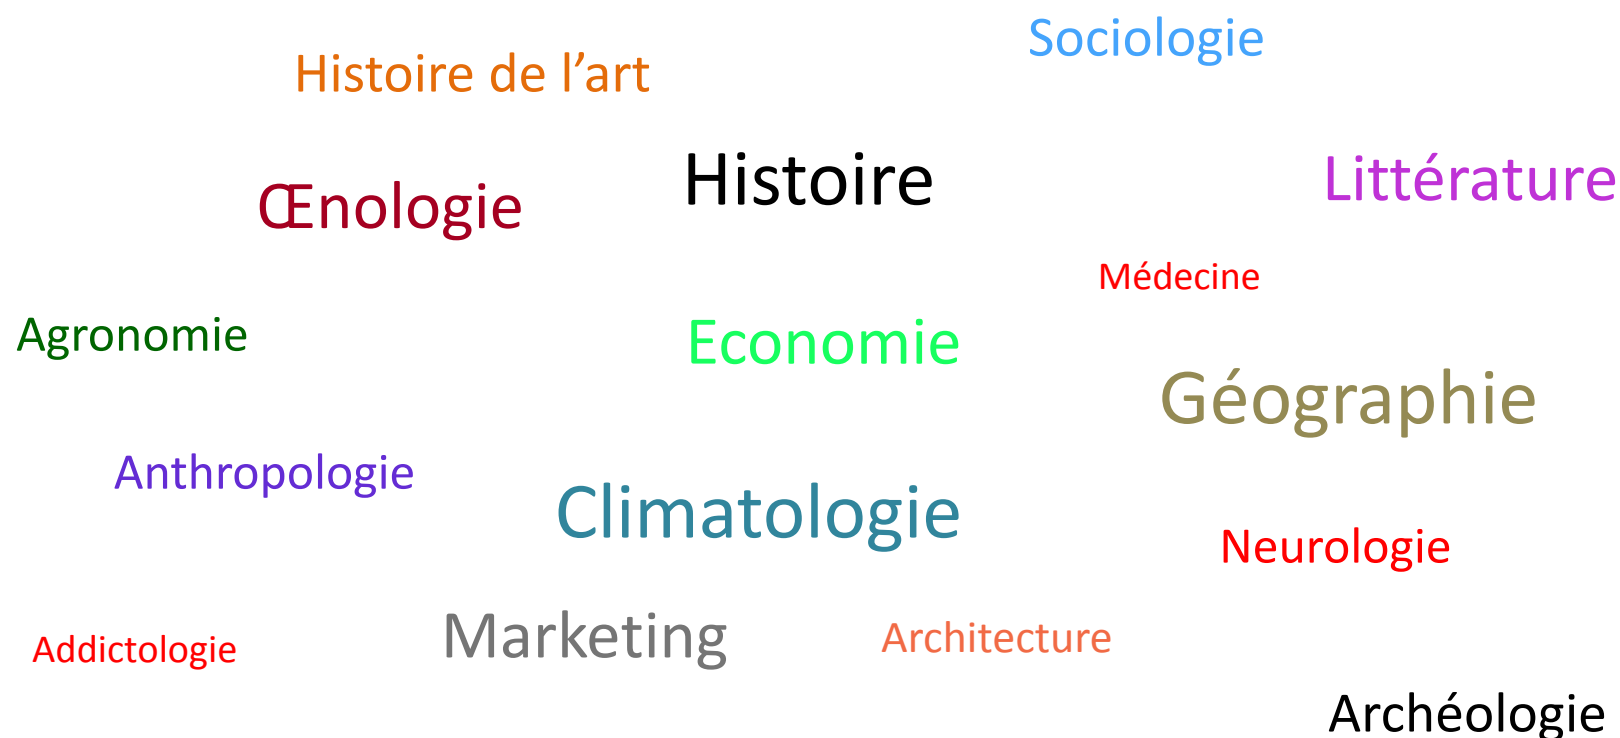 Sociologie
Histoire de l’art
Histoire
Littérature
Œnologie
Médecine
Agronomie
Economie
Géographie
Anthropologie
Climatologie
Neurologie
Marketing
Architecture
Addictologie
Archéologie